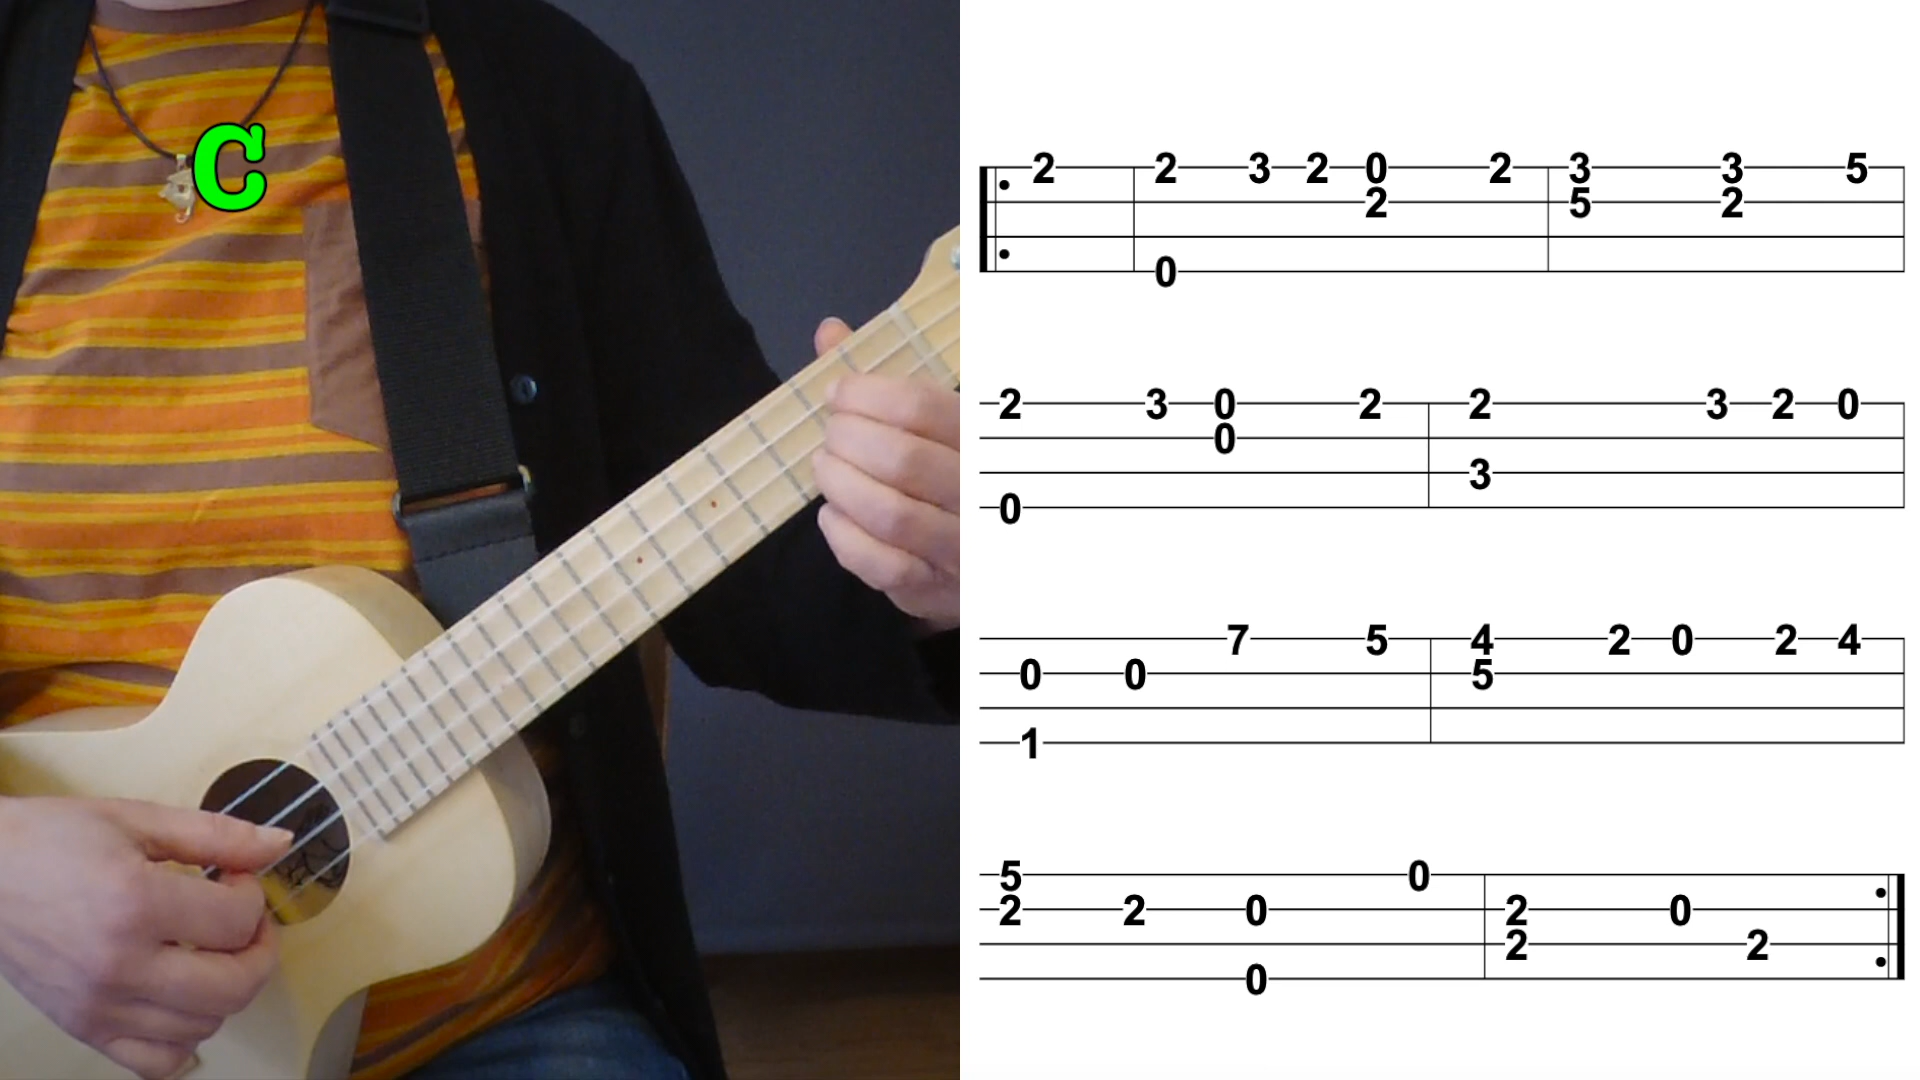 C
2 2 3 2 0 2 3 3 5
2 5 2
0
2 3 0 2 2 3 2 0
0
3
0
7 5 4 2 0 2 4
0 0 5
1
5 0
2 2 0 2 0
2 2
0